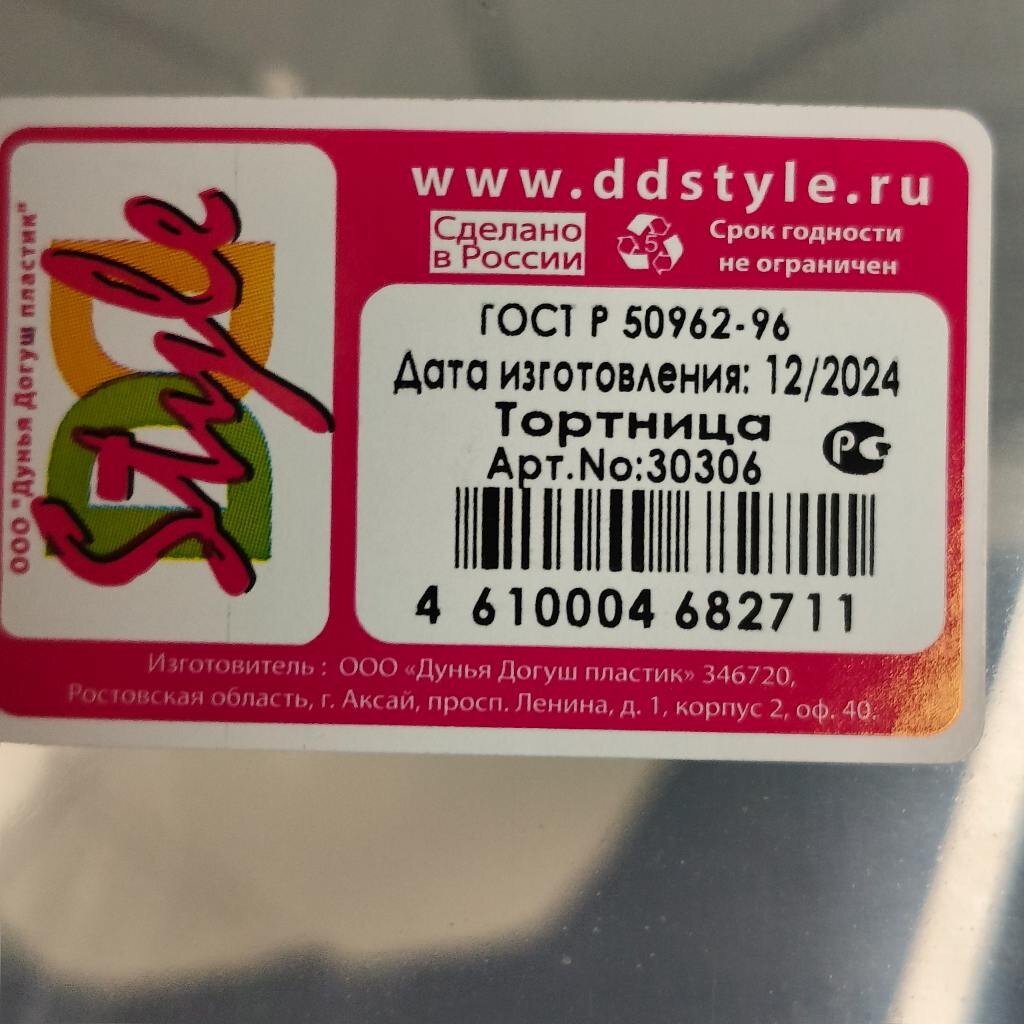 ООО "Дунья Догуш пластик"
Style
www.ddstyle.ru
Сделано
в России
5
Срок годности
не ограничен
ГОСТ Р 50962-96
Дата изготовления: 12/2024
Тортница
Арт.No:30306
РСТ
4 610004 682711
Изготовитель : ООО «Дунья Догуш пластик» 346720,
Ростовская область, г. Аксай, просп. Ленина, д. 1, корпус 2, оф. 40.